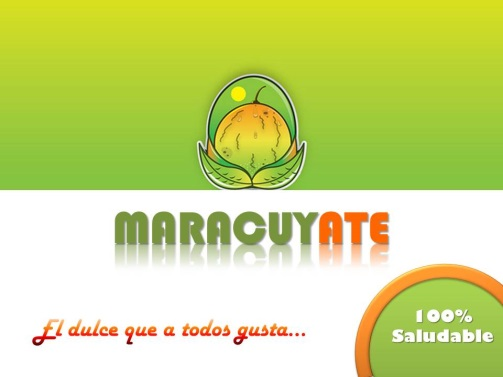 MARACUYATE
El dulce que a todos gusta...
100%
Saludable